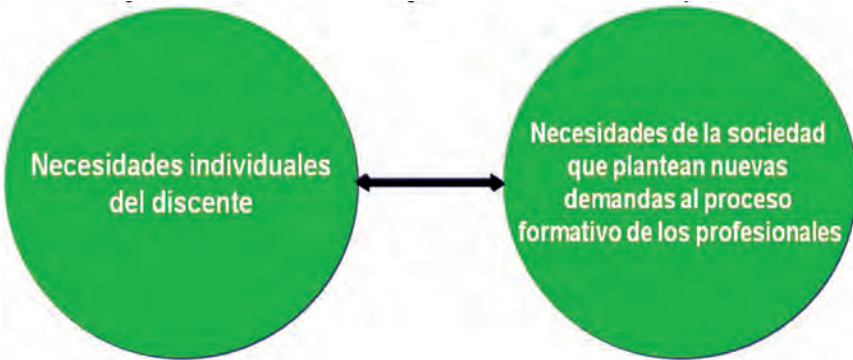 Necesidades individuales
del discente
Necesidades de la sociedad
que plantean nuevas
demandas al proceso
formativo de los profesionales